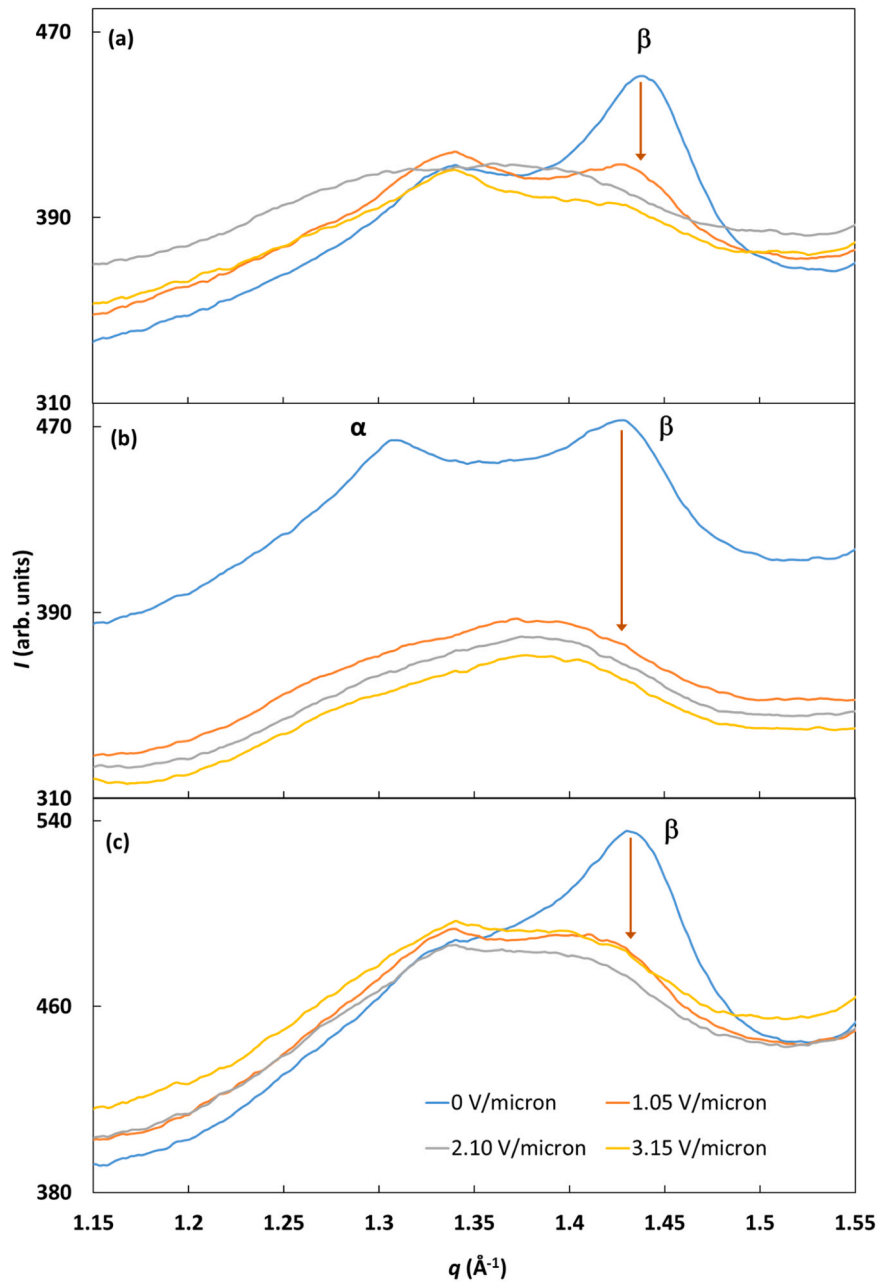 470
(a)
β
390
310
470
(b)
α
β
I (arb. units)
390
310
540
(c)
β
460
0 V/micron
1.05 V/micron
2.10 V/micron
3.15 V/micron
380
1.15 1.2 1.25 1.3 1.35 1.4 1.45 1.5 1.55
q (Å⁻¹)